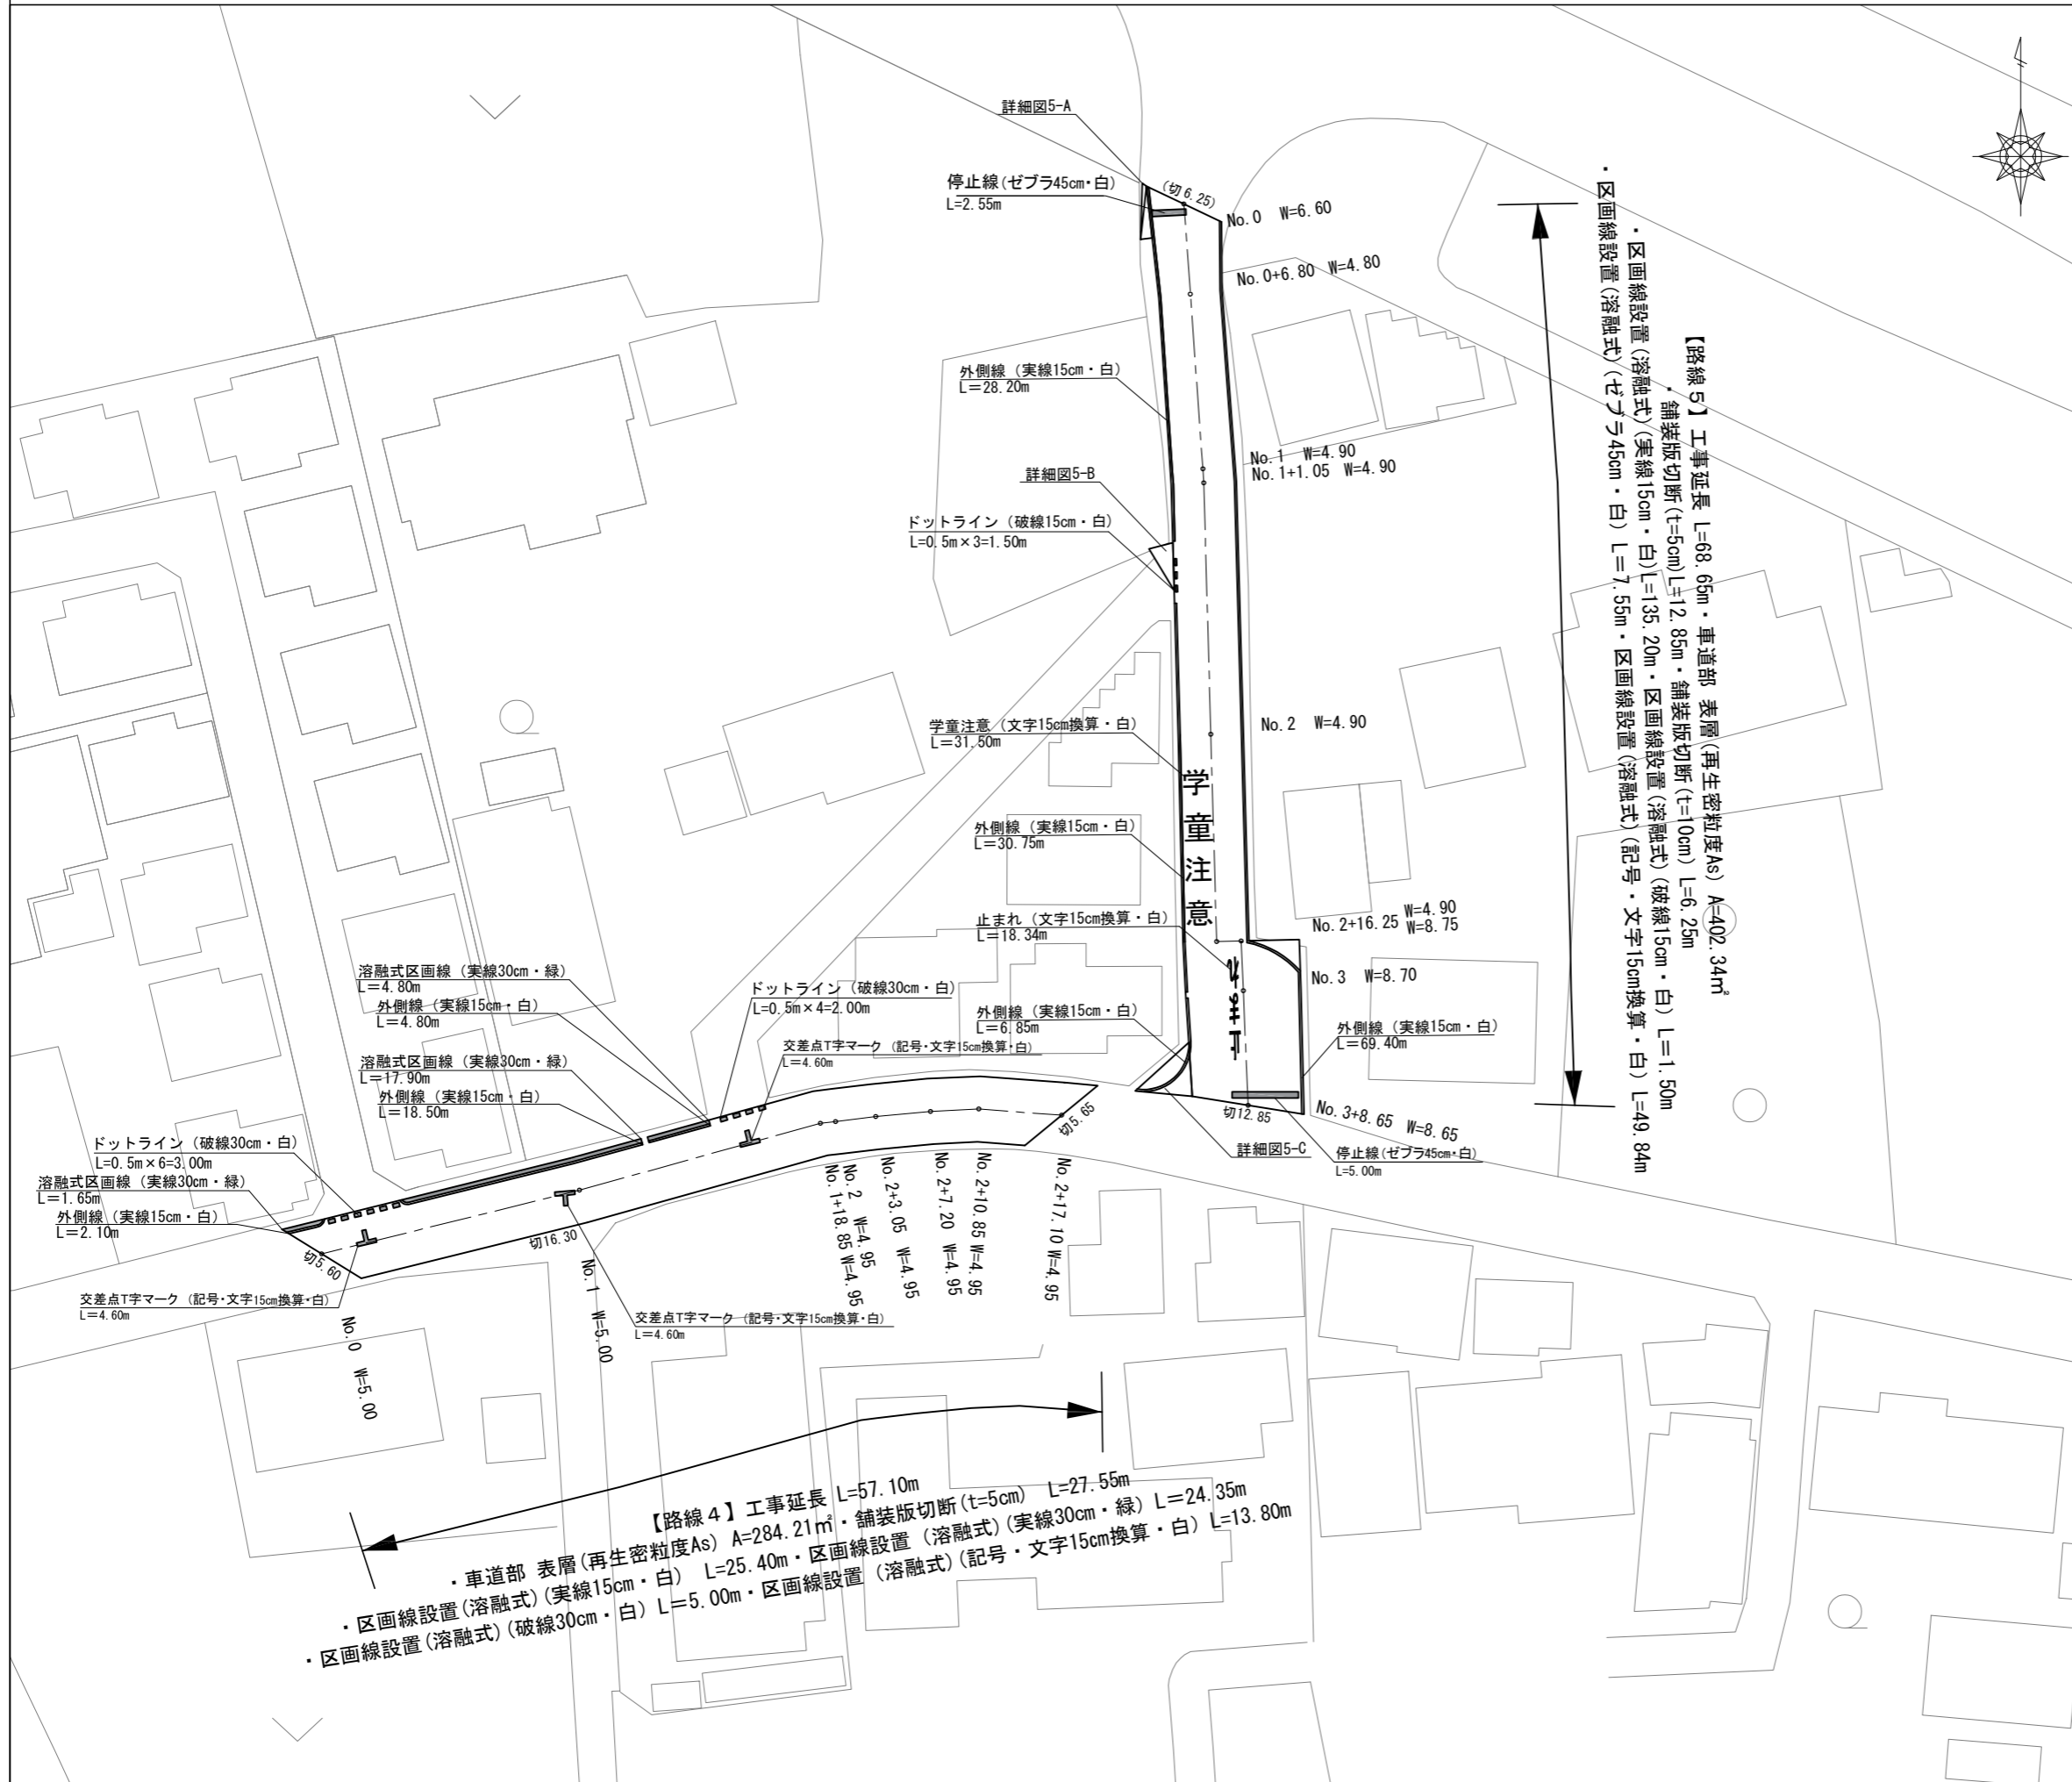 詳細図5-A
停止線(ゼブラ45cm・白)
L=2.55m
(切6.25)
No.0 W=6.60
No.0+6.80 W=4.80
外側線（実線15cm・白）
L＝28.20m
No.1 W=4.90
No.1+1.05 W=4.90
詳細図5-B
ドットライン（破線15cm・白）
L=0.5m×3=1.50m
学童注意（文字15cm換算・白）
L＝31.50m
No.2 W=4.90
学童注意
外側線（実線15cm・白）
L＝30.75m
止まれ（文字15cm換算・白）
L＝18.34m
No.2+16.25 W=4.90
W=8.75
No.3 W=8.70
止まれ
外側線（実線15cm・白）
L＝6.85m
外側線（実線15cm・白）
L＝69.40m
切12.85
No.3+8.65 W=8.65
詳細図5-C
停止線(ゼブラ45cm・白)
L=5.00m
【路線５】工事延長 L=68.65m・車道部 表層(再生密粒度As) A=402.34㎡
・舗装版切断(t=5cm)L=12.85m・舗装版切断(t=10cm) L=6.25m
・区画線設置(溶融式)(実線15cm・白)L=135.20m・区画線設置(溶融式)(破線15cm・白) L＝1.50m
・区画線設置(溶融式)(ゼブラ45cm・白) L＝7.55m・区画線設置(溶融式)(記号・文字15cm換算・白) L=49.84m
溶融式区画線（実線30cm・緑）
L＝4.80m
外側線（実線15cm・白）
L＝4.80m
ドットライン（破線30cm・白）
L=0.5m×4=2.00m
交差点T字マーク（記号・文字15cm換算・白）
L＝4.60m
溶融式区画線（実線30cm・緑）
L＝17.90m
外側線（実線15cm・白）
L＝18.50m
ドットライン（破線30cm・白）
L=0.5m×6=3.00m
溶融式区画線（実線30cm・緑）
L＝1.65m
外側線（実線15cm・白）
L＝2.10m
切5.60
切16.30
切5.65
交差点T字マーク（記号・文字15cm換算・白）
L＝4.60m
交差点T字マーク（記号・文字15cm換算・白）
L＝4.60m
No.0 W=5.00
No.1 W=5.00
No.1+18.85 W=4.95
No.2 W=4.95
No.2+3.05 W=4.95
No.2+7.20 W=4.95
No.2+10.85 W=4.95
No.2+17.10 W=4.95
【路線４】工事延長 L=57.10m
・車道部 表層(再生密粒度As) A=284.21㎡・舗装版切断(t=5cm) L=27.55m
・区画線設置(溶融式)(実線15cm・白) L=25.40m・区画線設置（溶融式)(実線30cm・緑) L＝24.35m
・区画線設置(溶融式)(破線30cm・白) L＝5.00m・区画線設置（溶融式)(記号・文字15cm換算・白) L=13.80m